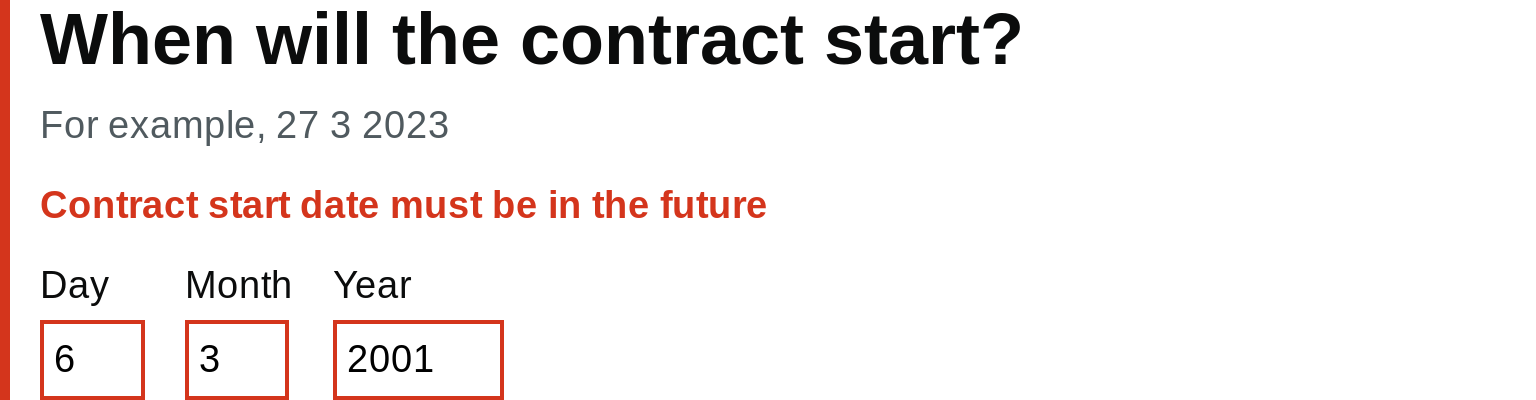 When will the contract start?
For example, 27 3 2023
Contract start date must be in the future
Day Month Year
6 3 2001